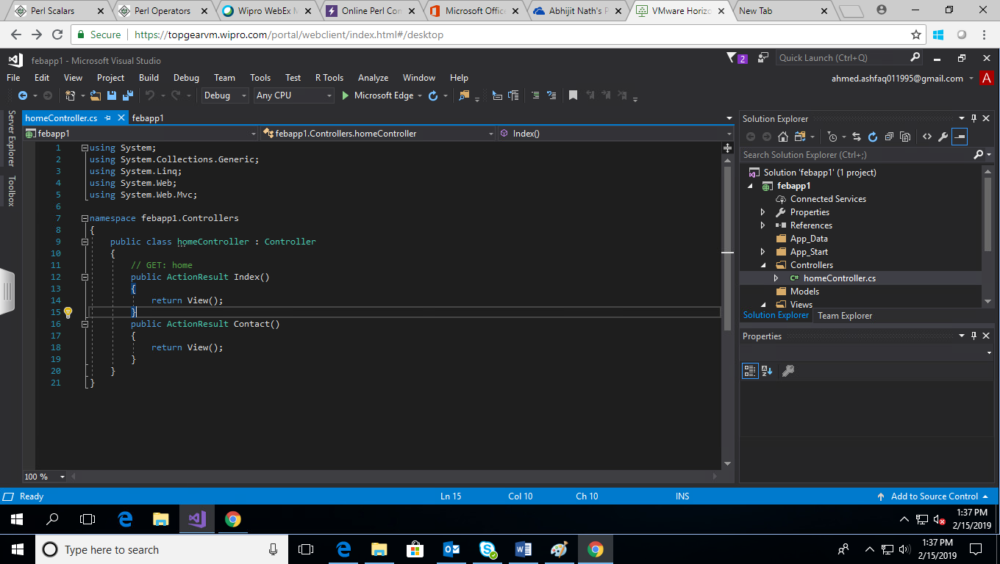 Perl Scalars
Perl Operators
Wipro WebEx M
Online Perl Con
Microsoft Office
Abhijit Nath's P
VMware Horizo
New Tab
Secure https://topgearvm.wipro.com/portal/webclient/index.html#/desktop
febapp1 - Microsoft Visual Studio
2
Quick Launch (Ctrl+Q)
File Edit View Project Build Debug Team Tools Test R Tools Analyze Window Help
ahmed.ashfaq011995@gmail.com A
Debug Any CPU Microsoft Edge
Server Explorer
Toolbox
homeController.cs febapp1
febapp1 febapp1.Controllers.homeController Index()
1 using System;
2 using System.Collections.Generic;
3 using System.Linq;
4 using System.Web;
5 using System.Web.Mvc;
6
7 namespace febapp1.Controllers
8 {
9 public class homeController : Controller
10 {
11 // GET: home
12 public ActionResult Index()
13 {
14 return View();
15 }
16 public ActionResult Contact()
17 {
18 return View();
19 }
20 }
21 }
100 %
Solution Explorer
Search Solution Explorer (Ctrl+;)
Solution 'febapp1' (1 project)
febapp1
Connected Services
Properties
References
App_Data
App_Start
Controllers
C# homeController.cs
Models
Views
Solution Explorer Team Explorer
Properties
Ready Ln 15 Col 10 Ch 10 INS Add to Source Control
1:37 PM
2/15/2019
Type here to search
1:37 PM
2/15/2019